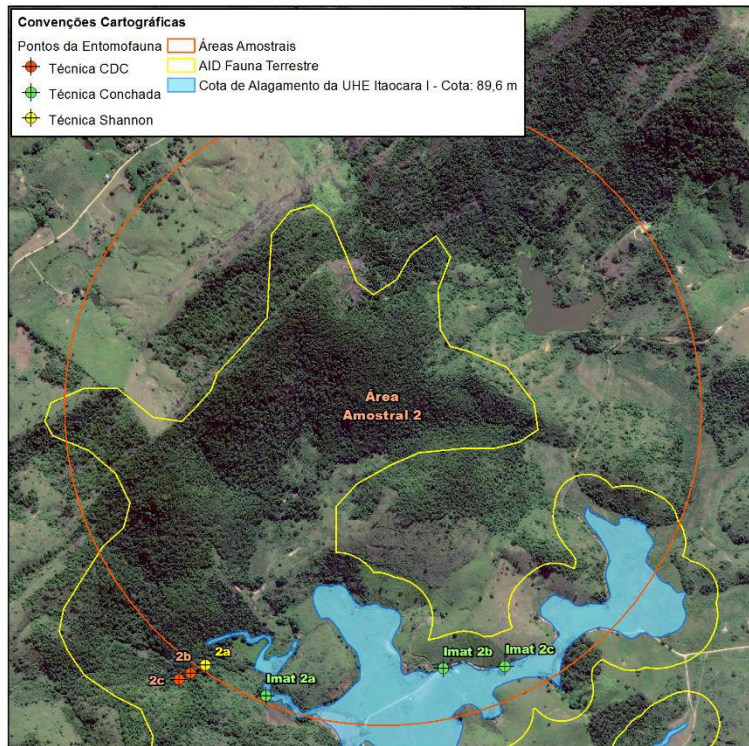 Convenções Cartográficas
Pontos da Entomofauna
Técnica CDC
Técnica Conchada
Técnica Shannon
Áreas Amostrais
AID Fauna Terrestre
Cota de Alagamento da UHE Itaocara I - Cota: 89,6 m
Área
Amostral 2
2b
2a
2c
Imat 2a
Imat 2b
Imat 2c